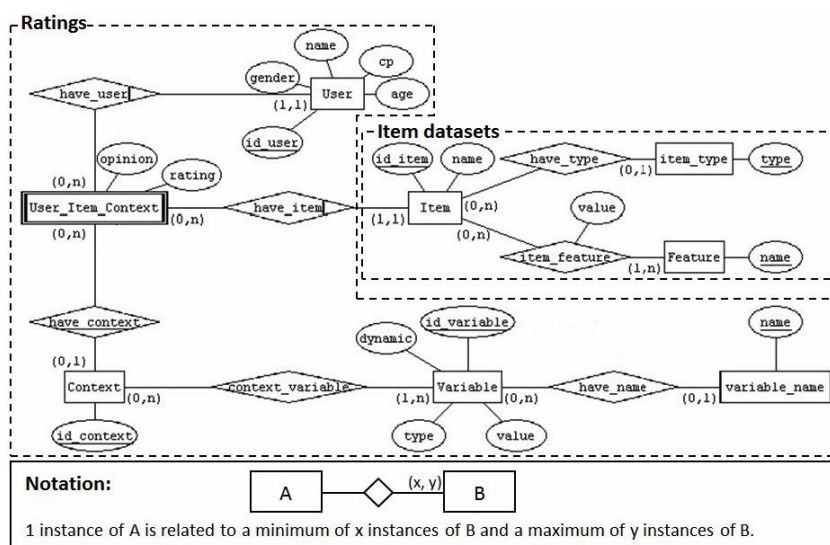 Ratings
name
cp
gender
have_user
User
age
(1,1)
id_user
Item datasets
id_item
name
have_type
item_type
type
(0,1)
opinion
rating
(0,n)
User_Item_Context
(0,n)
have_item
(1,1)
Item
(0,n)
value
(0,n)
(0,n)
item_feature
(1,n)
Feature
name
have_context
dynamic
id_variable
name
(0,1)
Context
(0,n)
context_variable
(1,n)
Variable
(0,n)
have_name
(0,1)
variable_name
id_context
type
value
Notation:
A
(x, y)
B
1 instance of A is related to a minimum of x instances of B and a maximum of y instances of B.